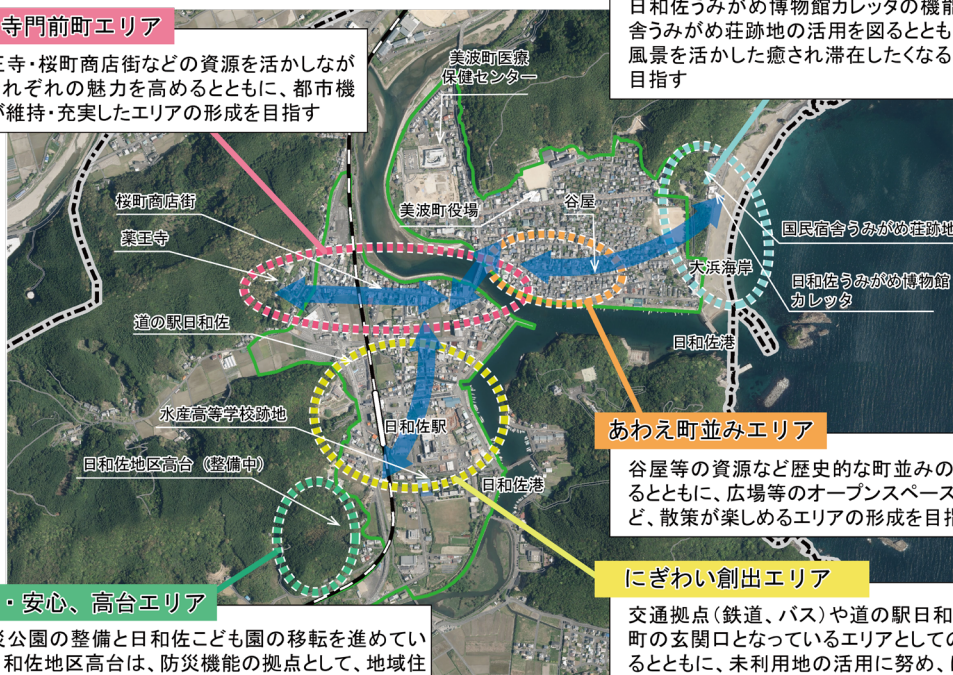 寺門前町エリア
王寺・桜町商店街などの資源を活かしなが
れぞれの魅力を高めるとともに、都市機
維持・充実したエリアの形成を目指す
日和佐うみがめ博物館カレッタの機能
舎うみがめ荘跡地の活用を図るととも
風景を活かした癒され滞在したくなる
目指す
美波町医療
保健センター
桜町商店街
薬王寺
美波町役場
谷屋
国民宿舎うみがめ荘跡地
大浜海岸
日和佐うみがめ博物館
カレッタ
道の駅日和佐
日和佐港
水産高等学校跡地
日和佐駅
日和佐地区高台（整備中）
日和佐港
あわえ町並みエリア
谷屋等の資源など歴史的な町並みの
るとともに、広場等のオープンスペース
ど、散策が楽しめるエリアの形成を目指
にぎわい創出エリア
交通拠点（鉄道、バス）や道の駅日和
町の玄関口となっているエリアとしての
るとともに、未利用地の活用に努め、
・安心、高台エリア
災公園の整備と日和佐こども園の移転を進めてい
和佐地区高台は、防災機能の拠点として、地域住